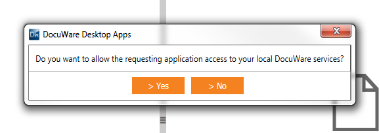 DocuWare Desktop Apps
Do you want to allow the requesting application access to your local DocuWare services?
> Yes
> No